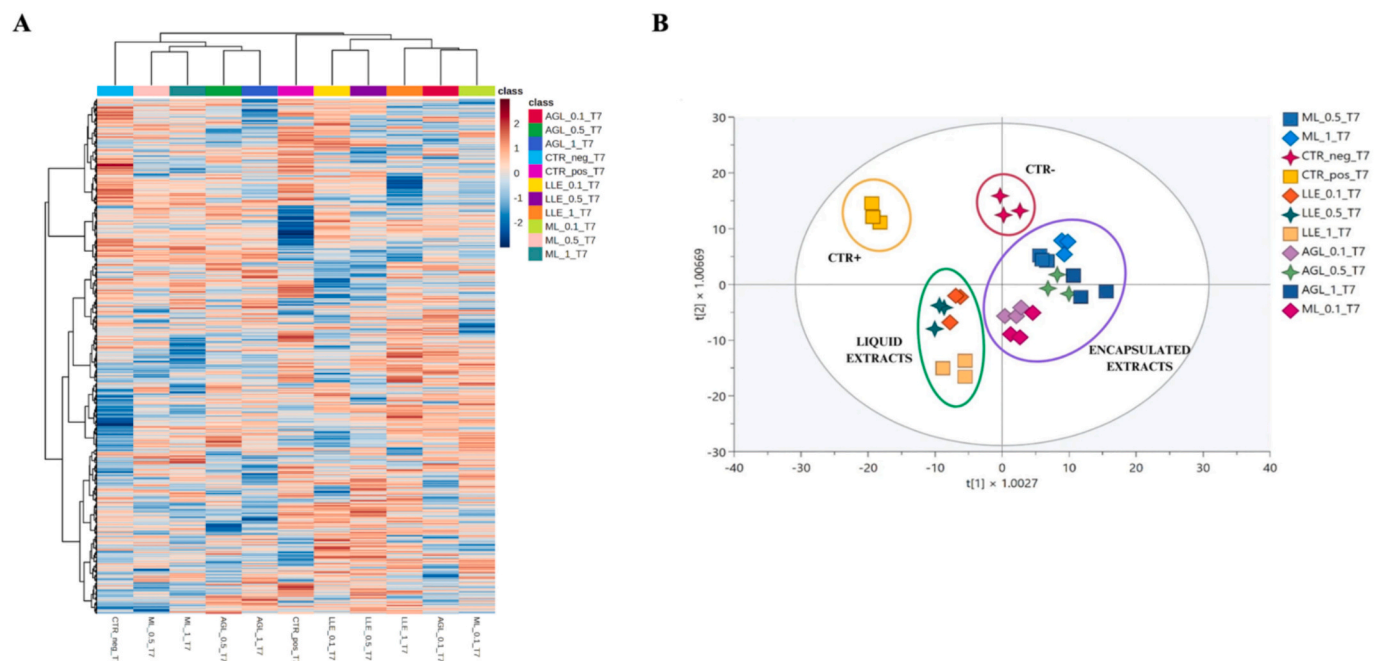 A
class
2
1
0
-1
-2
class
AGL_0.1_T7
AGL_0.5_T7
AGL_1_T7
CTR_neg_T7
CTR_pos_T7
LLE_0.1_T7
LLE_0.5_T7
LLE_1_T7
ML_0.1_T7
ML_0.5_T7
ML_1_T7
CTR_neg_T
ML_0.5_T7
ML_1_T7
AGL_0.5_T7
AGL_1_T7
CTR_pos_T
LLE_0.1_T7
LLE_0.5_T7
LLE_1_T7
AGL_0.1_T7
ML_0.1_T7
B
30
20
10
0
-10
-20
-30
t[2] × 1.00669
CTR-
CTR+
LIQUID
EXTRACTS
ENCAPSULATED
EXTRACTS
-40
-30
-20
-10
0
10
20
30
40
t[1] × 1.0027
ML_0.5_T7
ML_1_T7
CTR_neg_T7
CTR_pos_T7
LLE_0.1_T7
LLE_0.5_T7
LLE_1_T7
AGL_0.1_T7
AGL_0.5_T7
AGL_1_T7
ML_0.1_T7